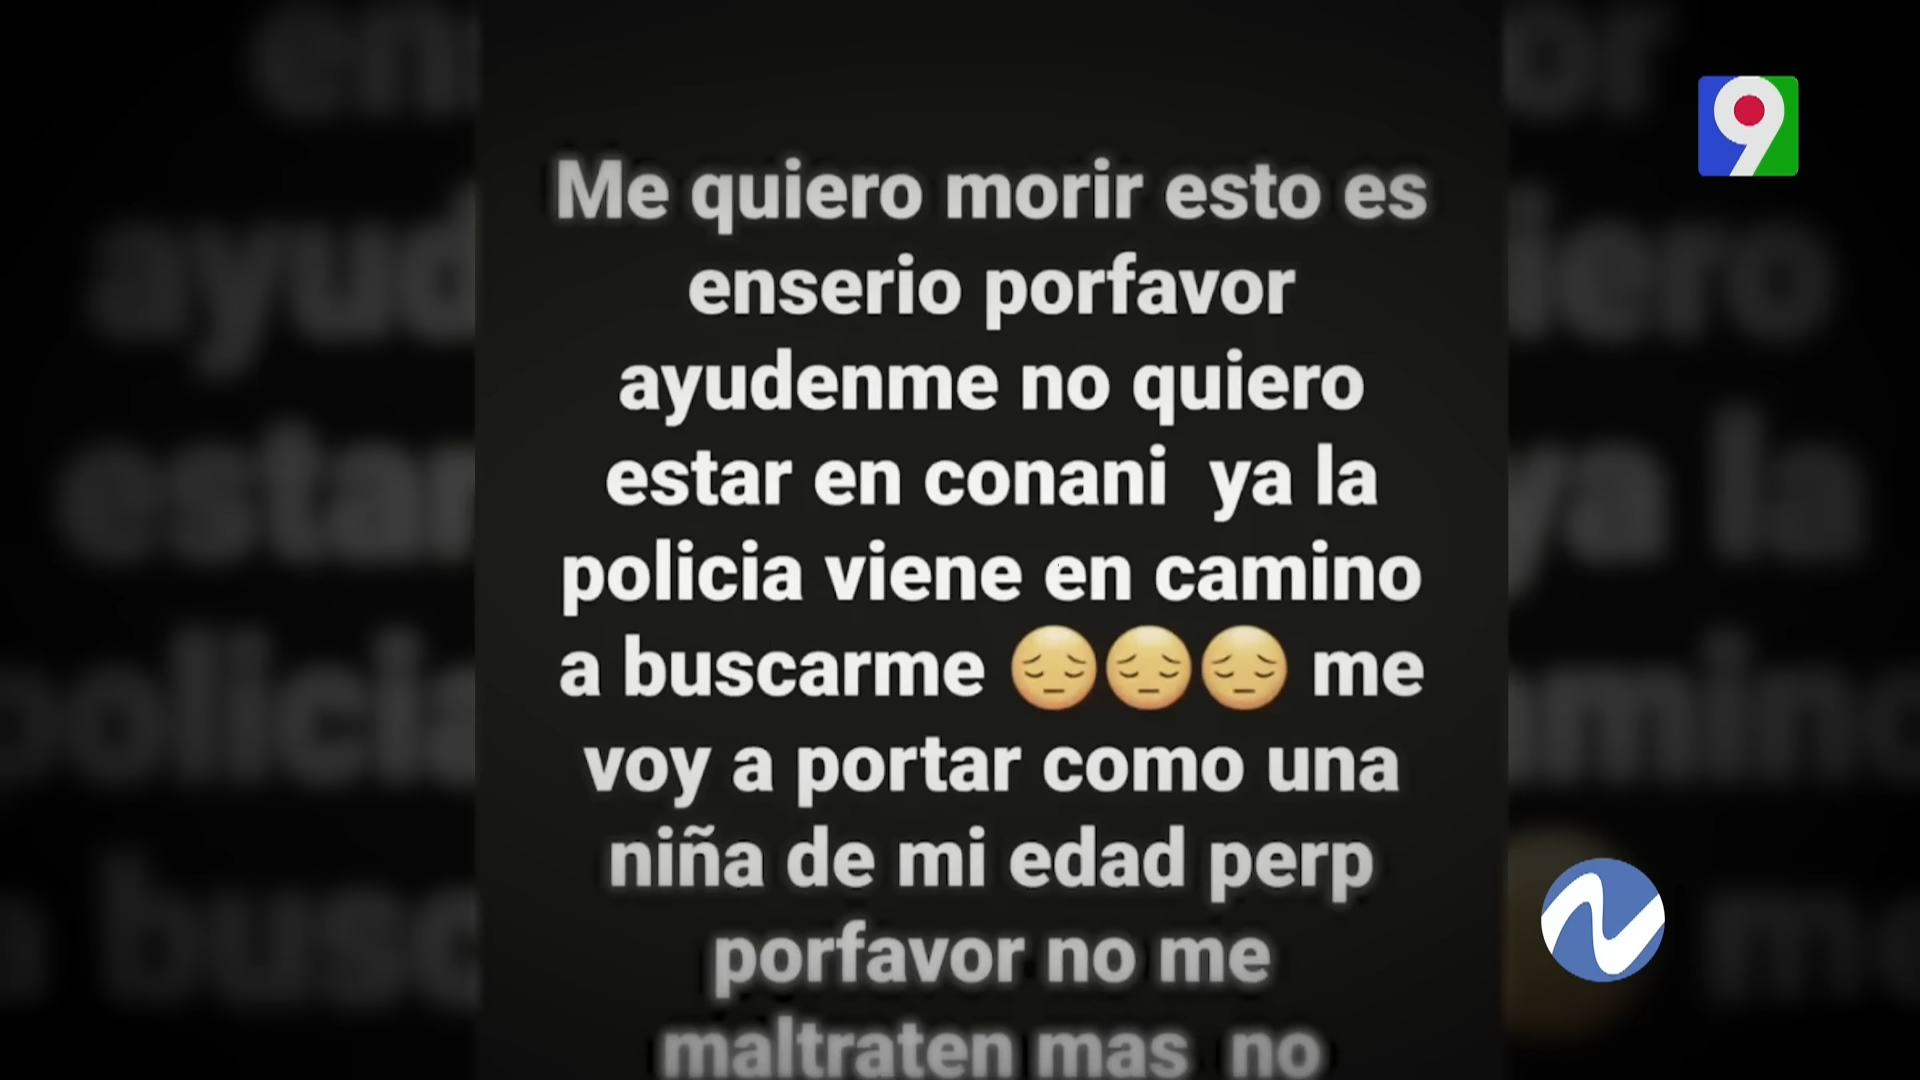 9
Me quiero morir esto es
enserio porfavor
ayudenme no quiero
estar en conani ya la
policia viene en camino
a buscarme 😔😔😔 me
voy a portar como una
niña de mi edad perp
porfavor no me
maltraten mas no